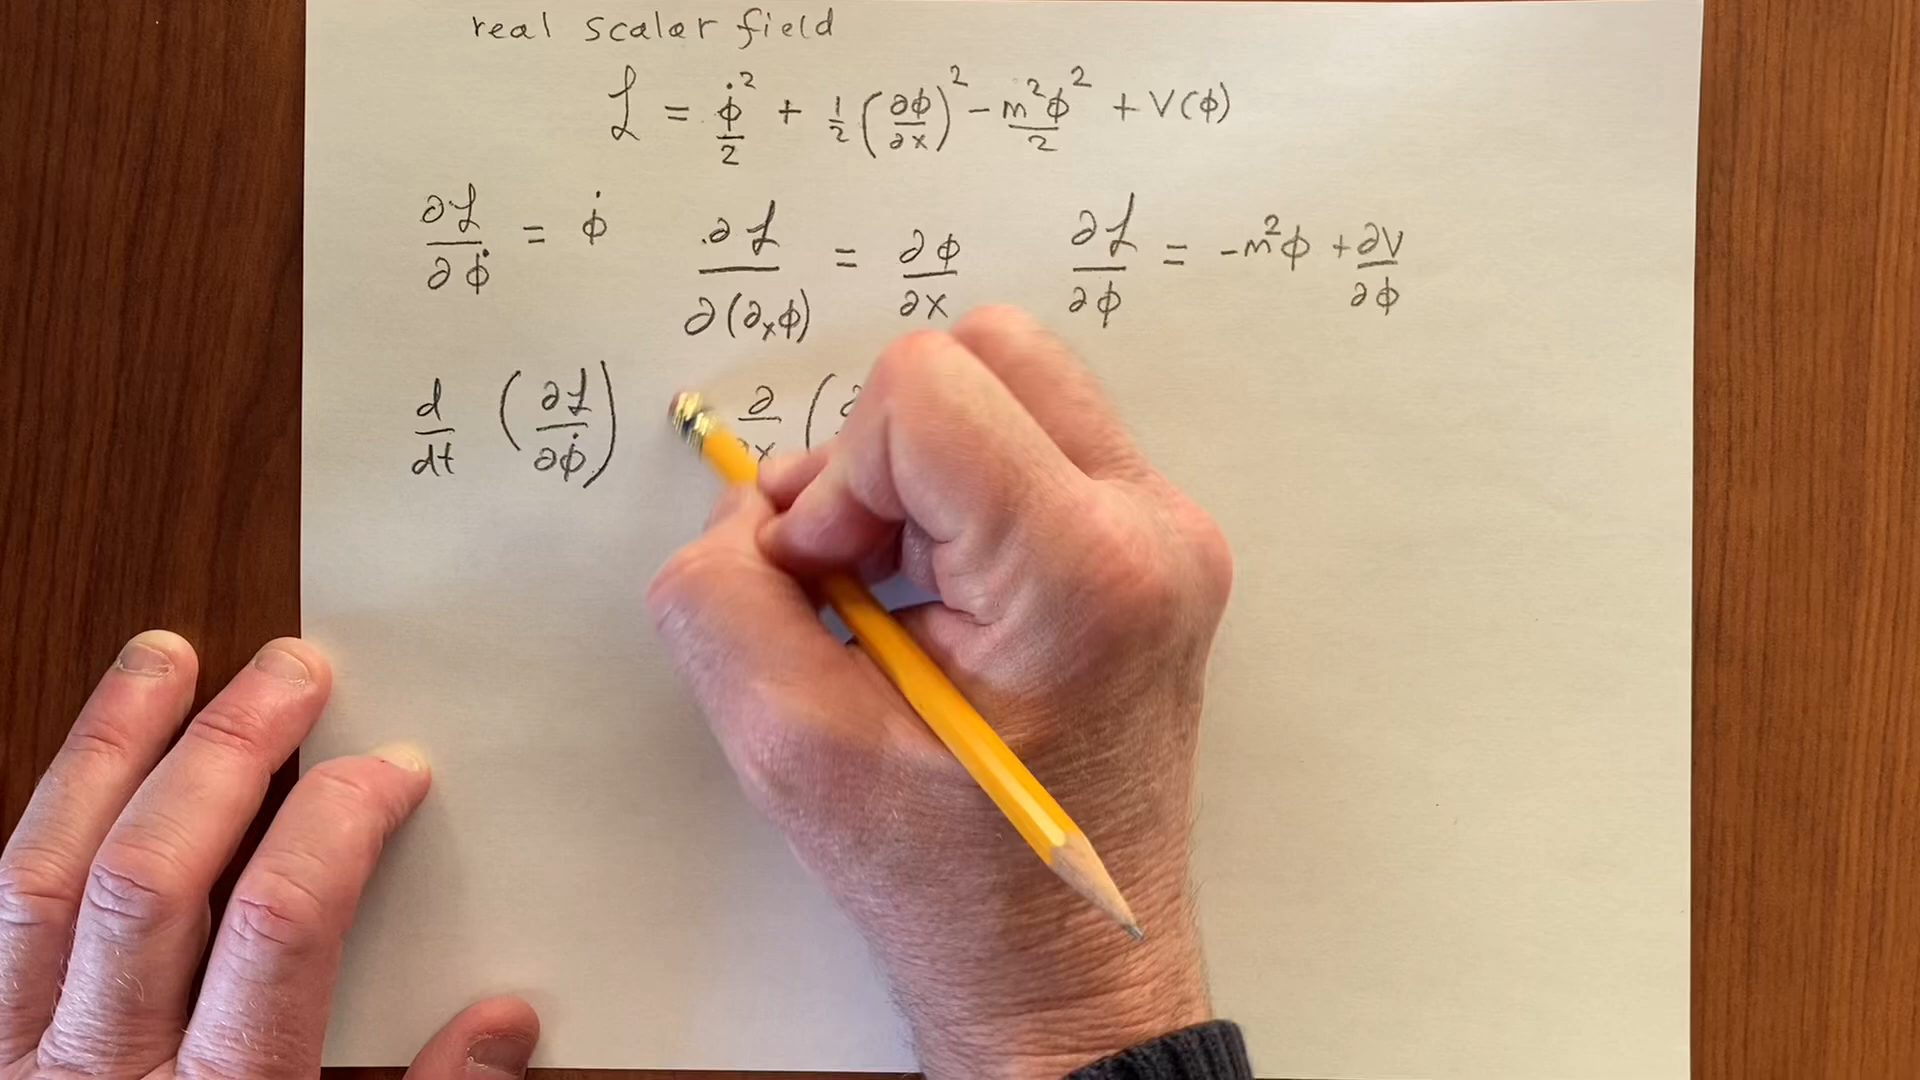 real scalar field
ℒ = φ̇²/2 + 1/2 (∂φ/∂x)² - m²φ²/2 + V(φ)
∂ℒ/∂φ̇ = φ̇ ∂ℒ/∂(∂ₓφ) = ∂φ/∂x ∂ℒ/∂φ = -m²φ + ∂V/∂φ
d/dt (∂ℒ/∂φ̇) ∂/∂x (∂